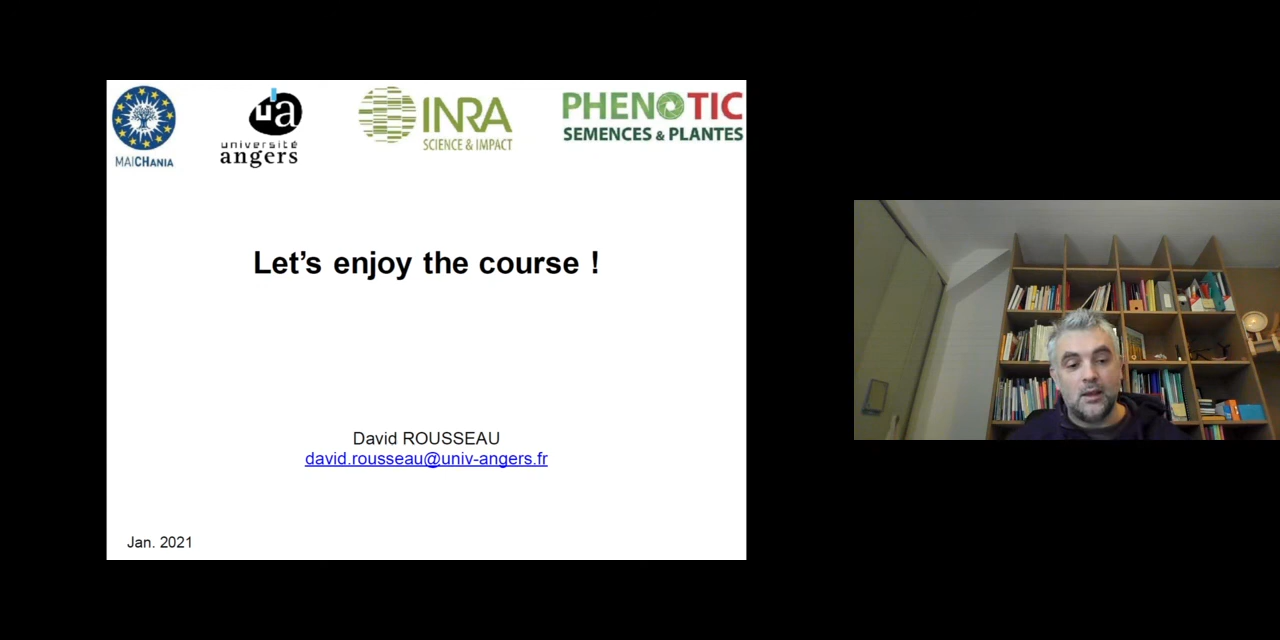 MAICHANIA
ua
université
angers
INRA
SCIENCE & IMPACT
PHENOTIC
SEMENCES & PLANTES
Let's enjoy the course !
David ROUSSEAU
david.rousseau@univ-angers.fr
Jan. 2021